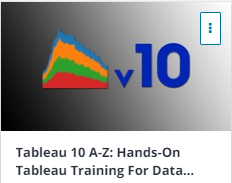 v10
Tableau 10 A-Z: Hands-On
Tableau Training For Data...